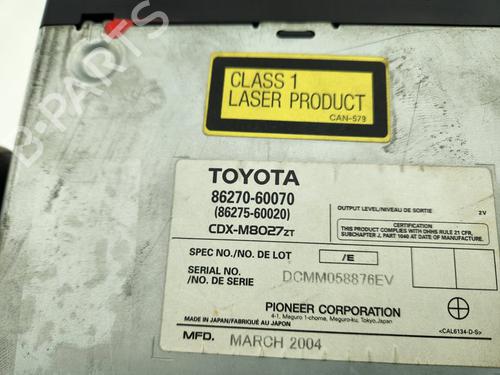 CLASS 1
LASER PRODUCT
CAN-579
TOYOTA
86270-60070
(86275-60020)
CDX-M8027ZT
OUTPUT LEVEL/NIVEAU DE SORTIE 2V
CERTIFICATION
THIS PRODUCT COMPLIES WITH DHHS RULE 21 CFR,
SUBCHAPTER J, PART 1040 AT DATE OF MANUFACTURE.
SPEC NO./NO. DE LOT /E
SERIAL NO.
/NO. DE SERIE DCMM058876EV
PIONEER CORPORATION
4-1, Meguro 1-chome, Meguro-ku, Tokyo, Japan
MADE IN JAPAN/FABRIQUÉ AU JAPON
<CAL6134-D-S>
MFD. MARCH 2004
B-PARTS